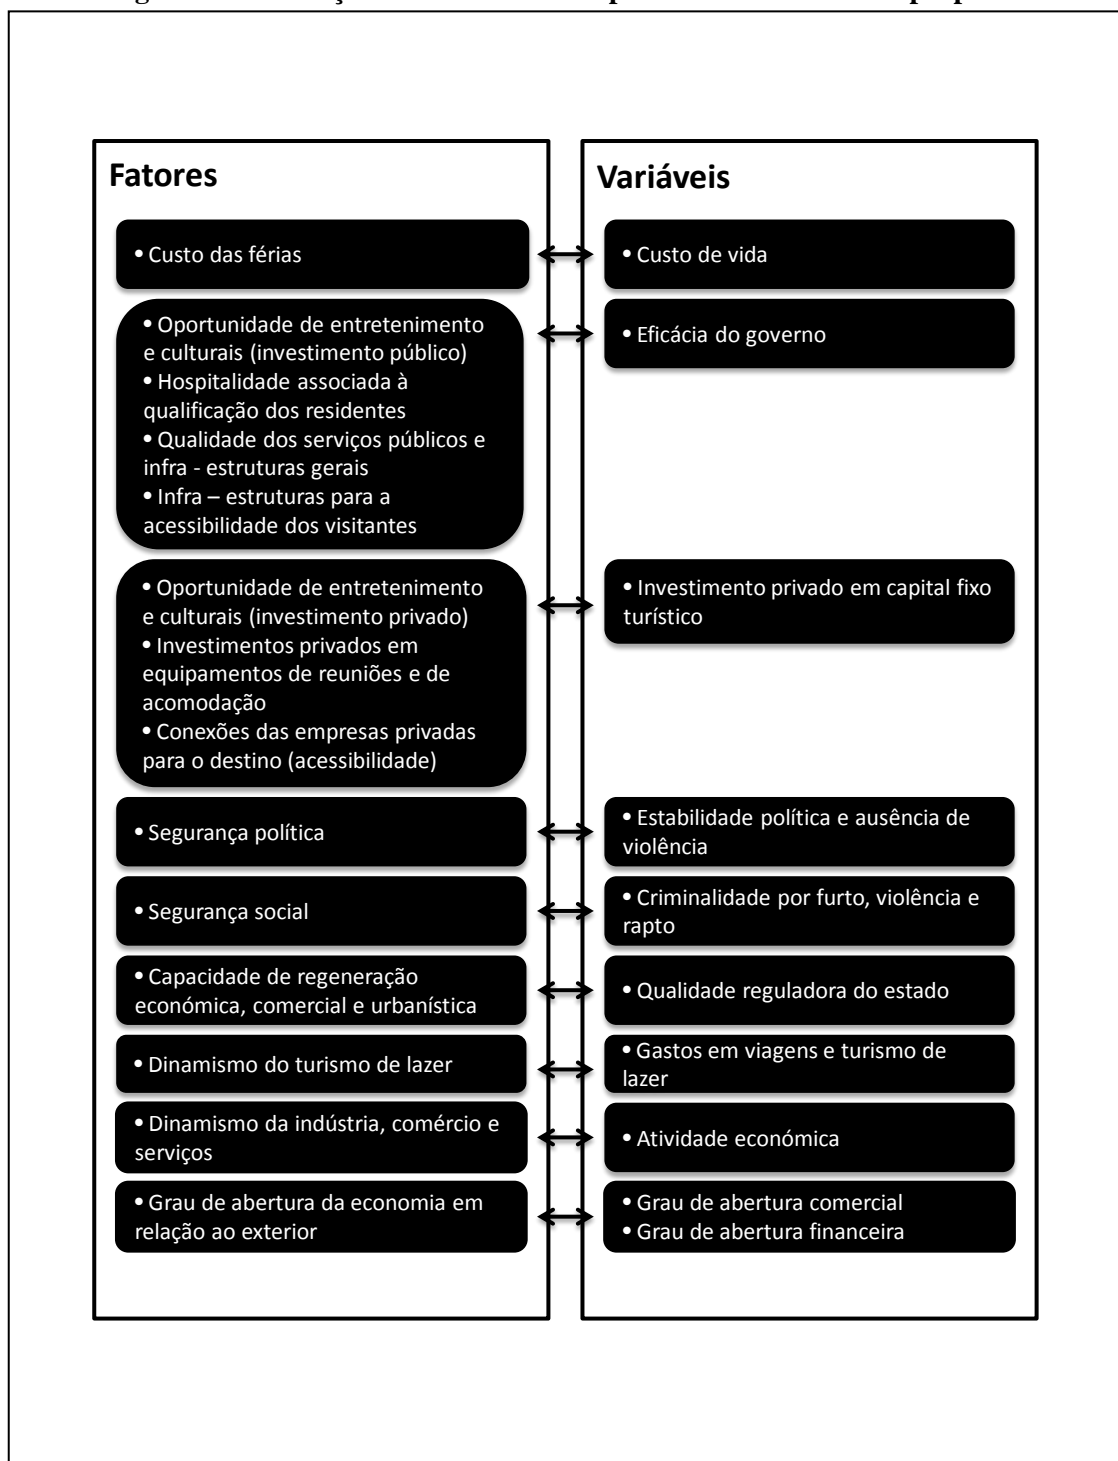 Fatores
• Custo das férias
• Oportunidade de entretenimento
e culturais (investimento público)
• Hospitalidade associada à
qualificação dos residentes
• Qualidade dos serviços públicos e
infra - estruturas gerais
• Infra – estruturas para a
acessibilidade dos visitantes
• Oportunidade de entretenimento
e culturais (investimento privado)
• Investimentos privados em
equipamentos de reuniões e de
acomodação
• Conexões das empresas privadas
para o destino (acessibilidade)
• Segurança política
• Segurança social
• Capacidade de regeneração
económica, comercial e urbanística
• Dinamismo do turismo de lazer
• Dinamismo da indústria, comércio e
serviços
• Grau de abertura da economia em
relação ao exterior
Variáveis
• Custo de vida
• Eficácia do governo
• Investimento privado em capital fixo
turístico
• Estabilidade política e ausência de
violência
• Criminalidade por furto, violência e
rapto
• Qualidade reguladora do estado
• Gastos em viagens e turismo de
lazer
• Atividade económica
• Grau de abertura comercial
• Grau de abertura financeira